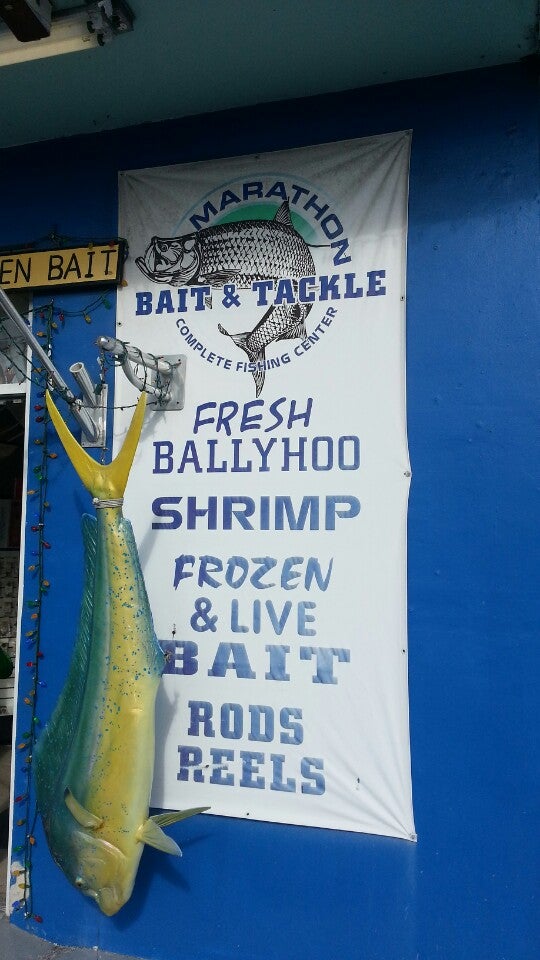 MARATHON
BAIT & TACKLE
COMPLETE FISHING CENTER
EN BAIT
FRESH
BALLYHOO
SHRIMP
FROZEN
& LIVE
BAIT
RODS
REELS